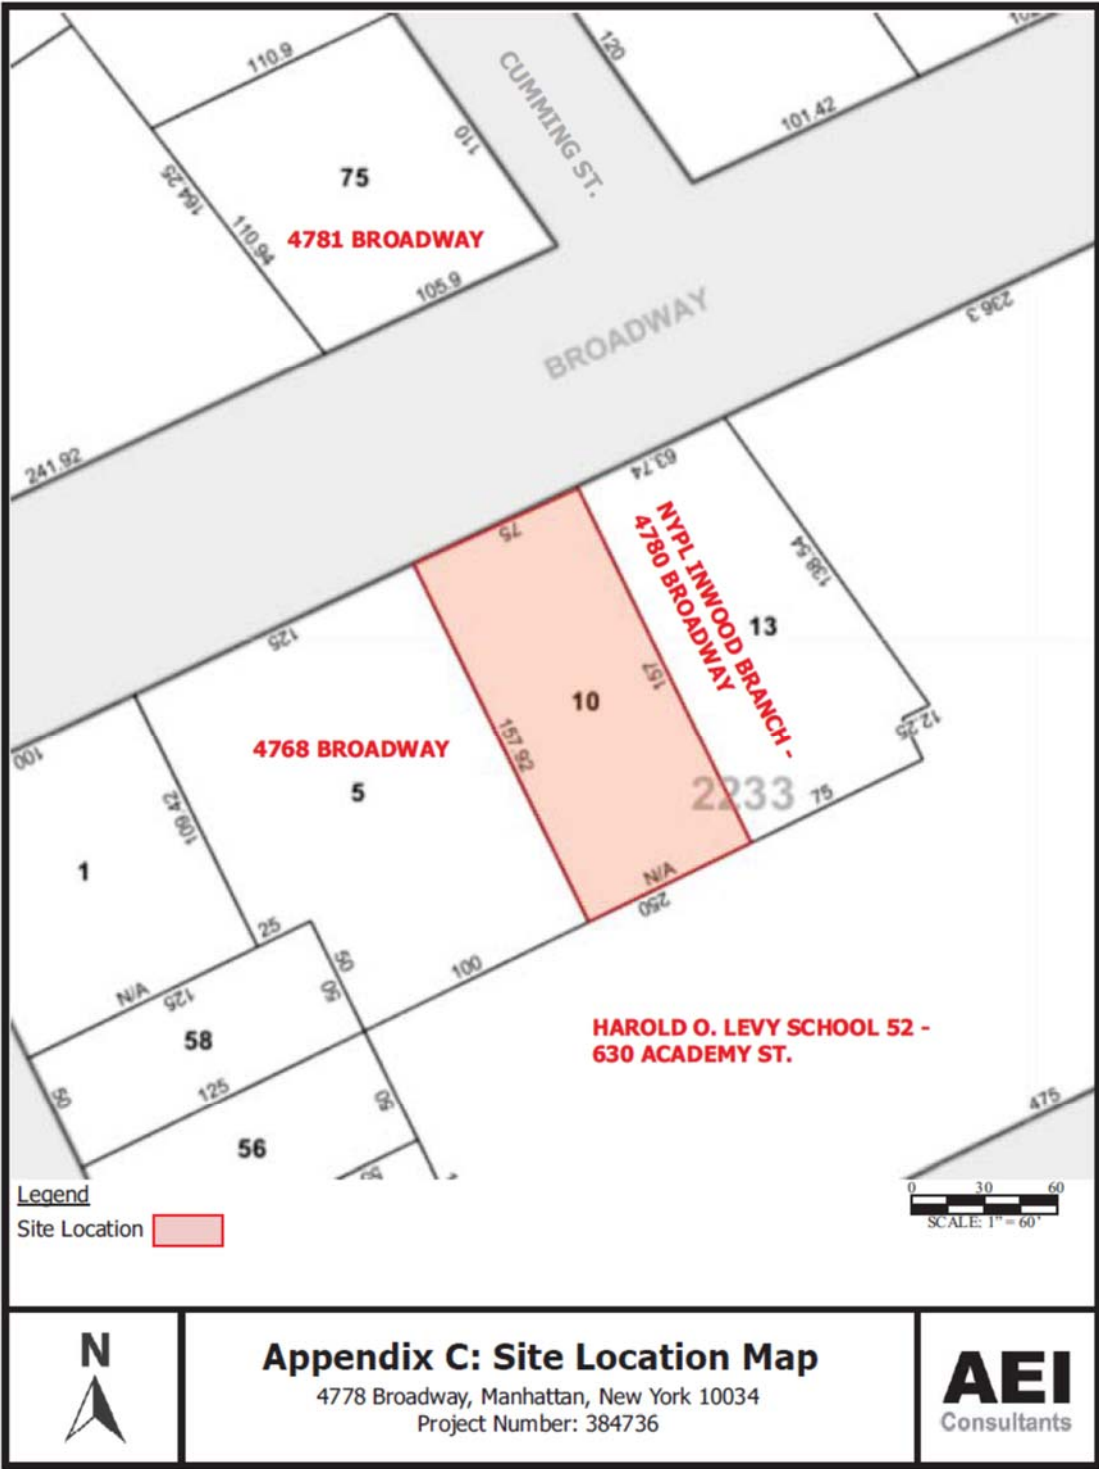 110.9
120
101.42
CUMMING ST.
110
75
164.25
110.94
4781 BROADWAY
105.9
BROADWAY
236.3
241.92
63.74
75
NYPL INWOOD BRANCH -
4780 BROADWAY
138.54
125
13
157
10
157.92
12.25
100
4768 BROADWAY
5
2233
75
109.42
1
N/A
250
25
100
50
50
N/A
125
58
HAROLD O. LEVY SCHOOL 52 -
630 ACADEMY ST.
50
125
50
475
56
50
Legend
Site Location
0 30 60
SCALE: 1" = 60'
N
Appendix C: Site Location Map
4778 Broadway, Manhattan, New York 10034
Project Number: 384736
AEI
Consultants